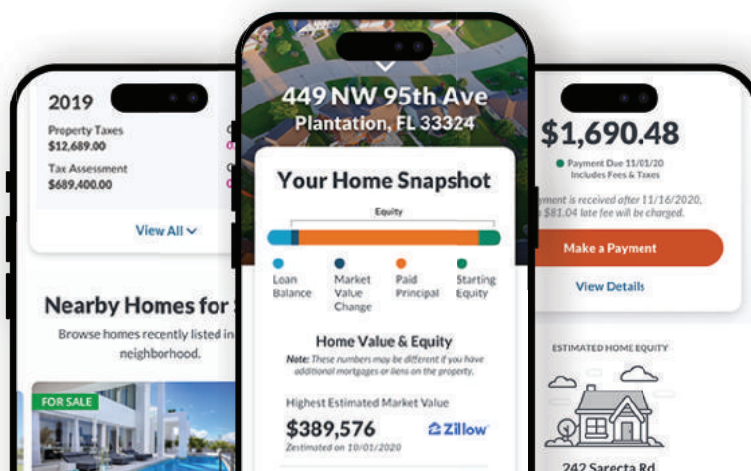 2019
Property Taxes
$12,689.00
Tax Assessment
$689,400.00
View All
Nearby Homes for
Browse homes recently listed in
neighborhood.
FOR SALE
449 NW 95th Ave
Plantation, FL 33324
Your Home Snapshot
Equity
Loan Balance
Market Value Change
Paid Principal
Starting Equity
Home Value & Equity
Note: These numbers may be different if you have
additional mortgages or liens on the property.
Highest Estimated Market Value
$389,576
Zillow
Zestimated on 10/01/2020
$1,690.48
Payment Due 11/01/20
Includes Fees & Taxes
is received after 11/16/2020,
$81.04 late fee will be charged.
Make a Payment
View Details
ESTIMATED HOME EQUITY
242 Sarecta Rd